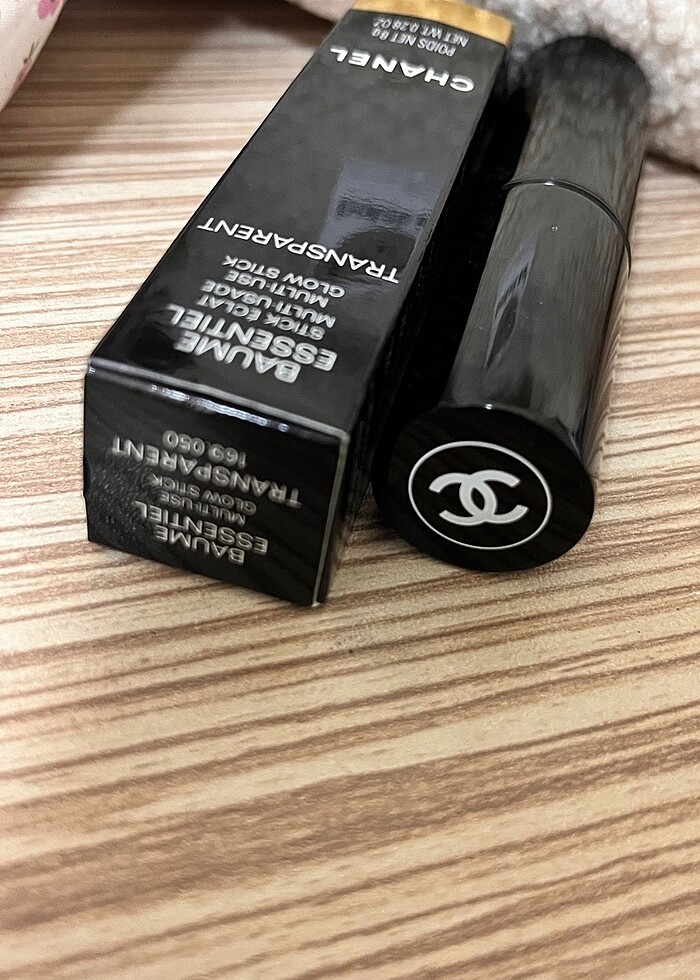 BAUME
ESSENTIEL
STICK ÉCLAT
MULTI-USAGE
MULTI-USE
GLOW STICK
TRANSPARENT
CHANEL
POIDS NET 8g
NET WT. 0.28 OZ.
BAUME
ESSENTIEL
MULTI-USE
GLOW STICK
TRANSPARENT
169.050